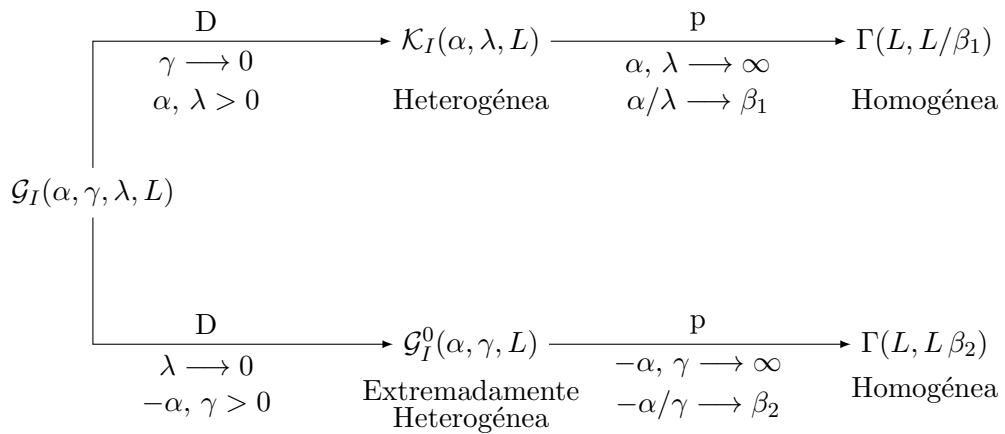 D
γ ⟶ 0
α, λ > 0
𝒦_I(α, λ, L)
Heterogénea
p
α, λ ⟶ ∞
α/λ ⟶ β₁
Γ(L, L/β₁)
Homogénea
𝒢_I(α, γ, λ, L)
D
λ ⟶ 0
−α, γ > 0
𝒢_I^0(α, γ, L)
Extremadamente
Heterogénea
p
−α, γ ⟶ ∞
−α/γ ⟶ β₂
Γ(L, L β₂)
Homogénea